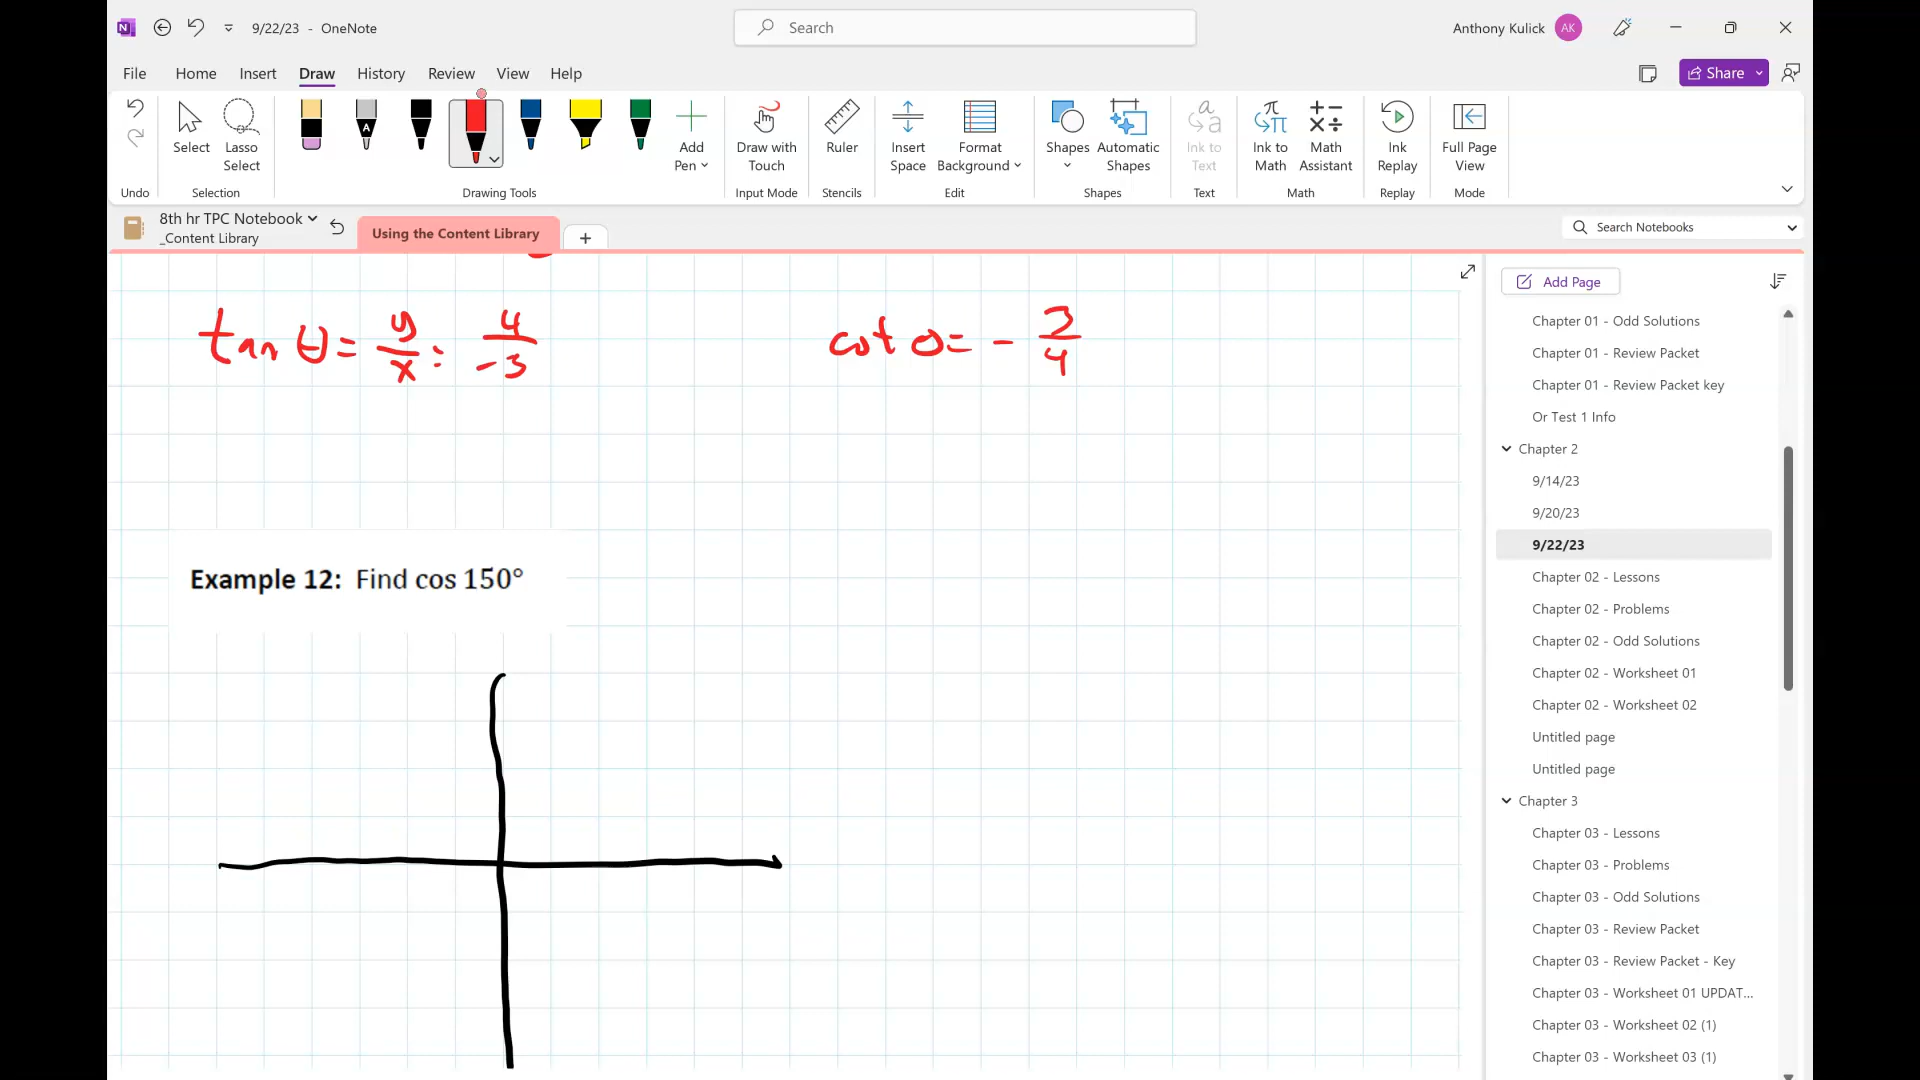 9/22/23 - OneNote
Search
Anthony Kulick AK
File Home Insert Draw History Review View Help
Share
Select
Lasso Select
A
Add Pen
Draw with Touch
Ruler
Insert Space
Format Background
Shapes
Automatic Shapes
Ink to Text
Ink to Math
Math Assistant
Ink Replay
Full Page View
Undo Selection Drawing Tools Input Mode Stencils Edit Shapes Text Math Replay Mode
8th hr TPC Notebook
_Content Library
Using the Content Library
Search Notebooks
tan θ = y/x = 4/-3
cot θ = - 3/4
Example 12: Find cos 150°
Add Page
Chapter 01 - Odd Solutions
Chapter 01 - Review Packet
Chapter 01 - Review Packet key
Or Test 1 Info
Chapter 2
9/14/23
9/20/23
9/22/23
Chapter 02 - Lessons
Chapter 02 - Problems
Chapter 02 - Odd Solutions
Chapter 02 - Worksheet 01
Chapter 02 - Worksheet 02
Untitled page
Untitled page
Chapter 3
Chapter 03 - Lessons
Chapter 03 - Problems
Chapter 03 - Odd Solutions
Chapter 03 - Review Packet
Chapter 03 - Review Packet - Key
Chapter 03 - Worksheet 01 UPDAT...
Chapter 03 - Worksheet 02 (1)
Chapter 03 - Worksheet 03 (1)